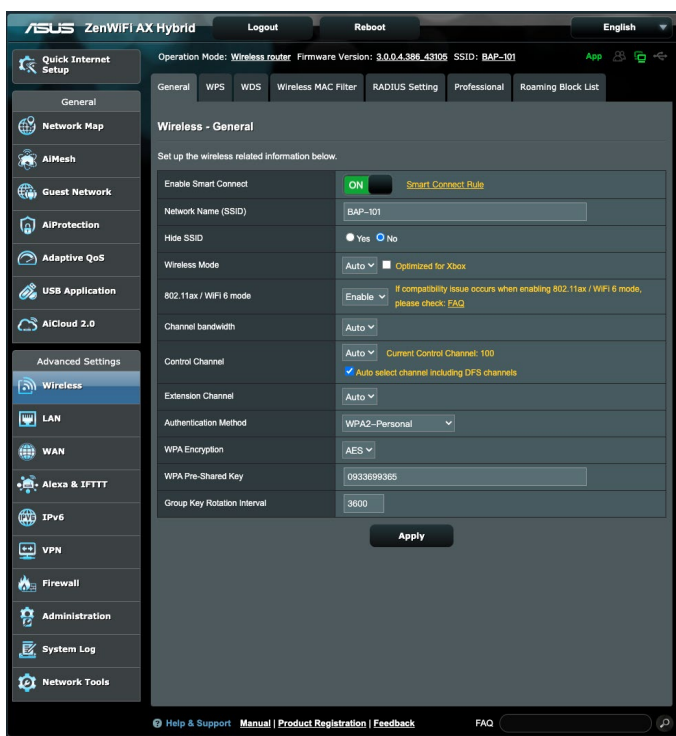 ASUS ZenWiFi AX Hybrid Logout Reboot English
Quick Internet Setup
Operation Mode: Wireless router Firmware Version: 3.0.0.4.386_43105 SSID: BAP-101 App
General WPS WDS Wireless MAC Filter RADIUS Setting Professional Roaming Block List
General
Network Map
AiMesh
Guest Network
AiProtection
Adaptive QoS
USB Application
AiCloud 2.0
Advanced Settings
Wireless
LAN
WAN
Alexa & IFTTT
IPv6
VPN
Firewall
Administration
System Log
Network Tools
Wireless - General
Set up the wireless related information below.
Enable Smart Connect ON Smart Connect Rule
Network Name (SSID) BAP-101
Hide SSID Yes No
Wireless Mode Auto Optimized for Xbox
802.11ax / WiFi 6 mode Enable If compatibility issue occurs when enabling 802.11ax / WiFi 6 mode,
please check: FAQ
Channel bandwidth Auto
Control Channel Auto Current Control Channel: 100
Auto select channel including DFS channels
Extension Channel Auto
Authentication Method WPA2-Personal
WPA Encryption AES
WPA Pre-Shared Key 0933699365
Group Key Rotation Interval 3600
Apply
Help & Support Manual | Product Registration | Feedback FAQ